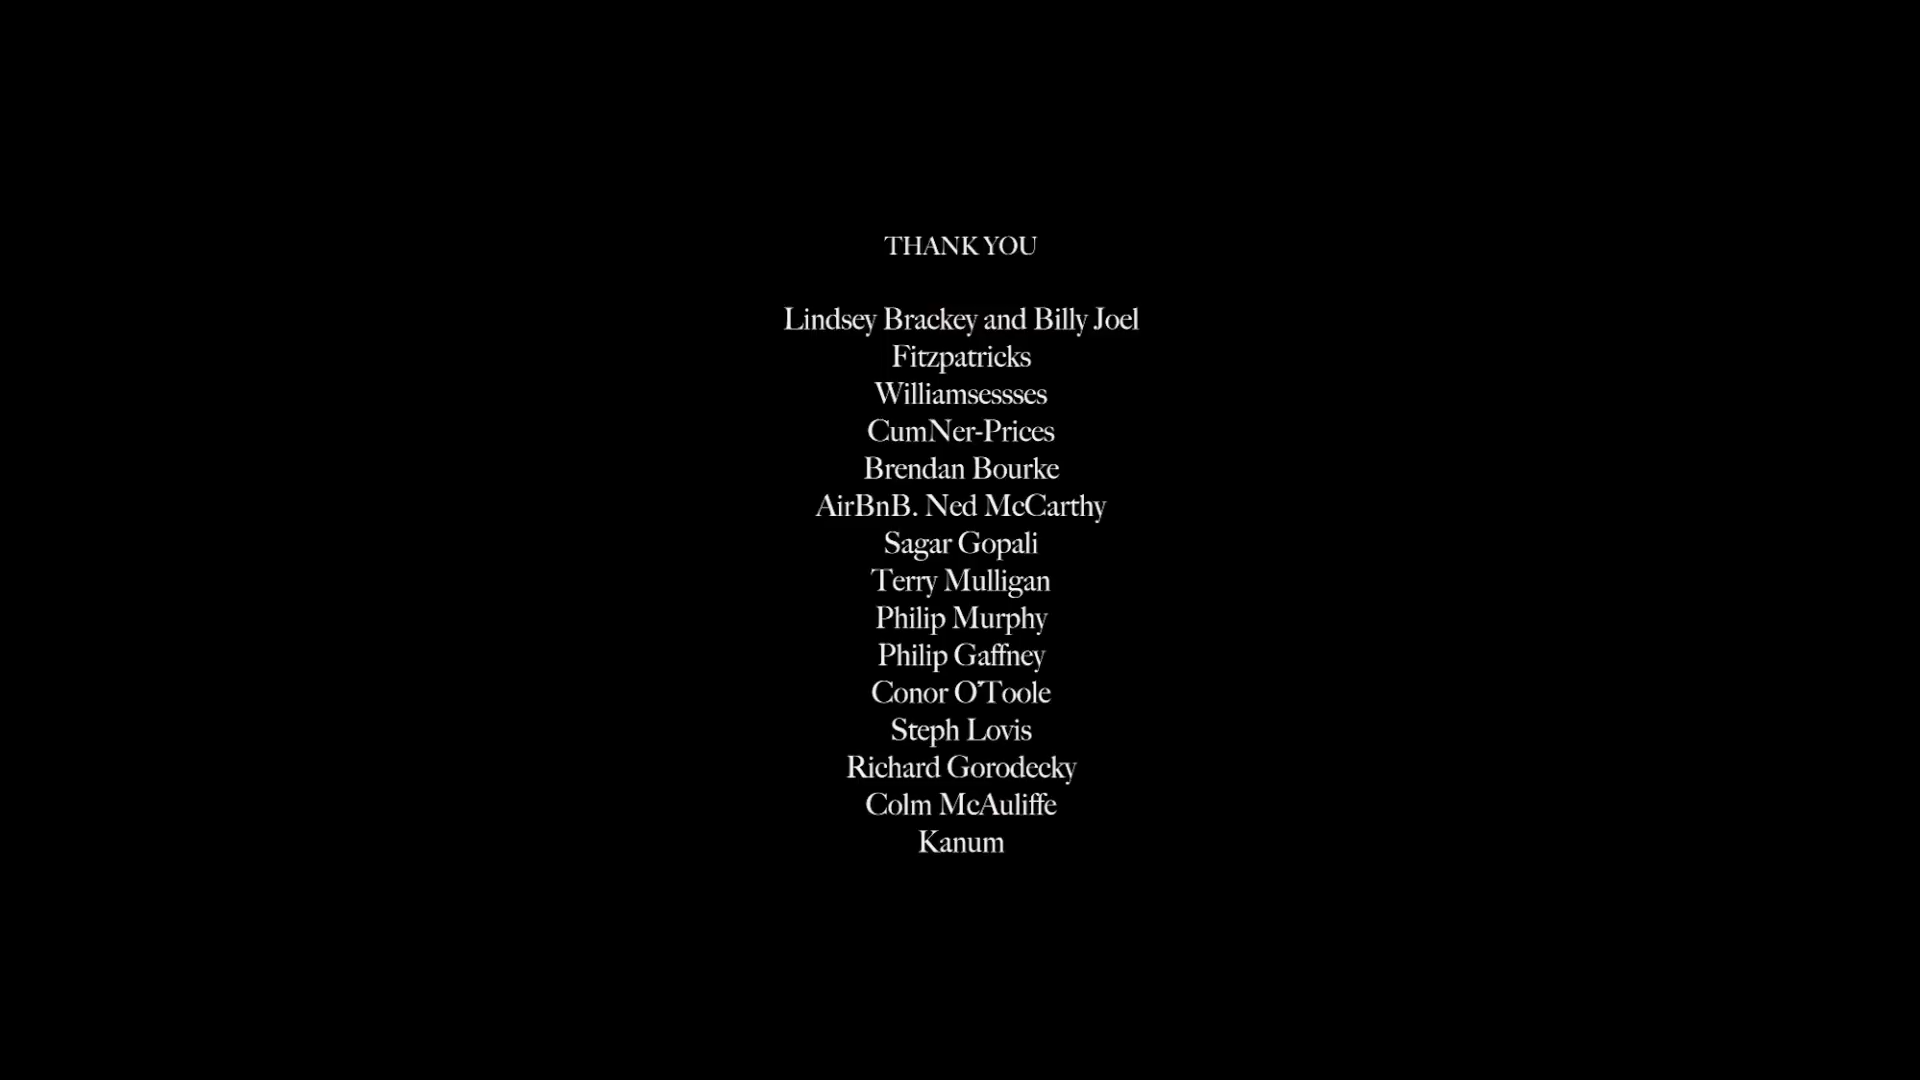 THANK YOU
Lindsey Brackey and Billy Joel
Fitzpatricks
Williamsessses
CumNer-Prices
Brendan Bourke
AirBnB. Ned McCarthy
Sagar Gopali
Terry Mulligan
Philip Murphy
Philip Gaffney
Conor O'Toole
Steph Lovis
Richard Gorodecky
Colm McAuliffe
Kanum